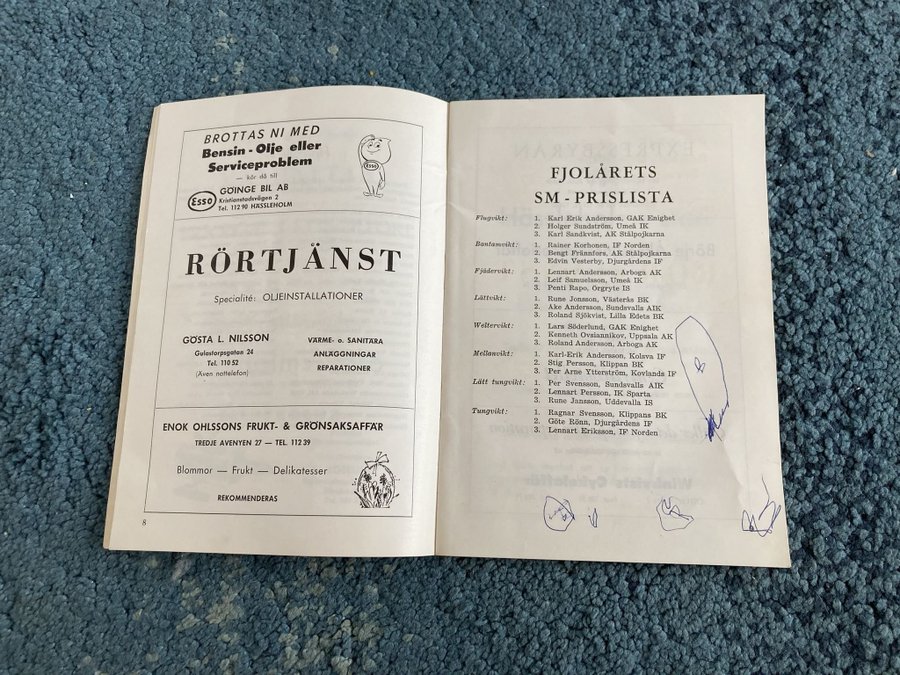 BROTTAS NI MED
Bensin - Olje eller
Serviceproblem
— kör då till
Esso
GÖINGE BIL AB
Kristianstadsvägen 2
Tel. 112 90 HÄSSLEHOLM
Esso
RÖRTJÄNST
Specialité: OLJEINSTALLATIONER
GÖSTA L. NILSSON
Gulastorpsgatan 24
Tel. 110 52
(Även nattelefon)
VÄRME- o. SANITÄRA
ANLÄGGNINGAR
REPARATIONER
ENOK OHLSSONS FRUKT- & GRÖNSAKSAFFÄR
TREDJE AVENYEN 27 — TEL. 112 39
Blommor — Frukt — Delikatesser
REKOMMENDERAS
8
FJOLÅRETS
SM - PRISLISTA
Flugvikt: 1. Karl-Erik Andersson, GAK Enighet
2. Holger Sundström, Umeå IK
3. Karl Sandkvist, AK Stålpojkarna
Bantamvikt: 1. Rainer Korhonen, IF Norden
2. Bengt Frännfors, AK Stålpojkarna
3. Edvin Vesterby, Djurgårdens IF
Fjädervikt: 1. Lennart Andersson, Arboga AK
2. Leif Samuelsson, Umeå IK
3. Penti Rapo, Örgryte IS
Lättvikt: 1. Rune Jonsson, Västerås BK
2. Åke Andersson, Sundsvalls AIK
3. Roland Sjökvist, Lilla Edets BK
Weltervikt: 1. Lars Söderlund, GAK Enighet
2. Kenneth Ovsiannikov, Uppsala AK
3. Roland Andersson, Arboga AK
Mellanvikt: 1. Karl-Erik Andersson, Kolsva IF
2. Stig Persson, Klippan BK
3. Per Arne Ytterström, Kovlands IF
Lätt tungvikt: 1. Per Svensson, Sundsvalls AIK
2. Lennart Persson, IK Sparta
3. Rune Jansson, Uddevalla IS
Tungvikt: 1. Ragnar Svensson, Klippans BK
2. Göte Rönn, Djurgårdens IF
3. Lennart Eriksson, IF Norden